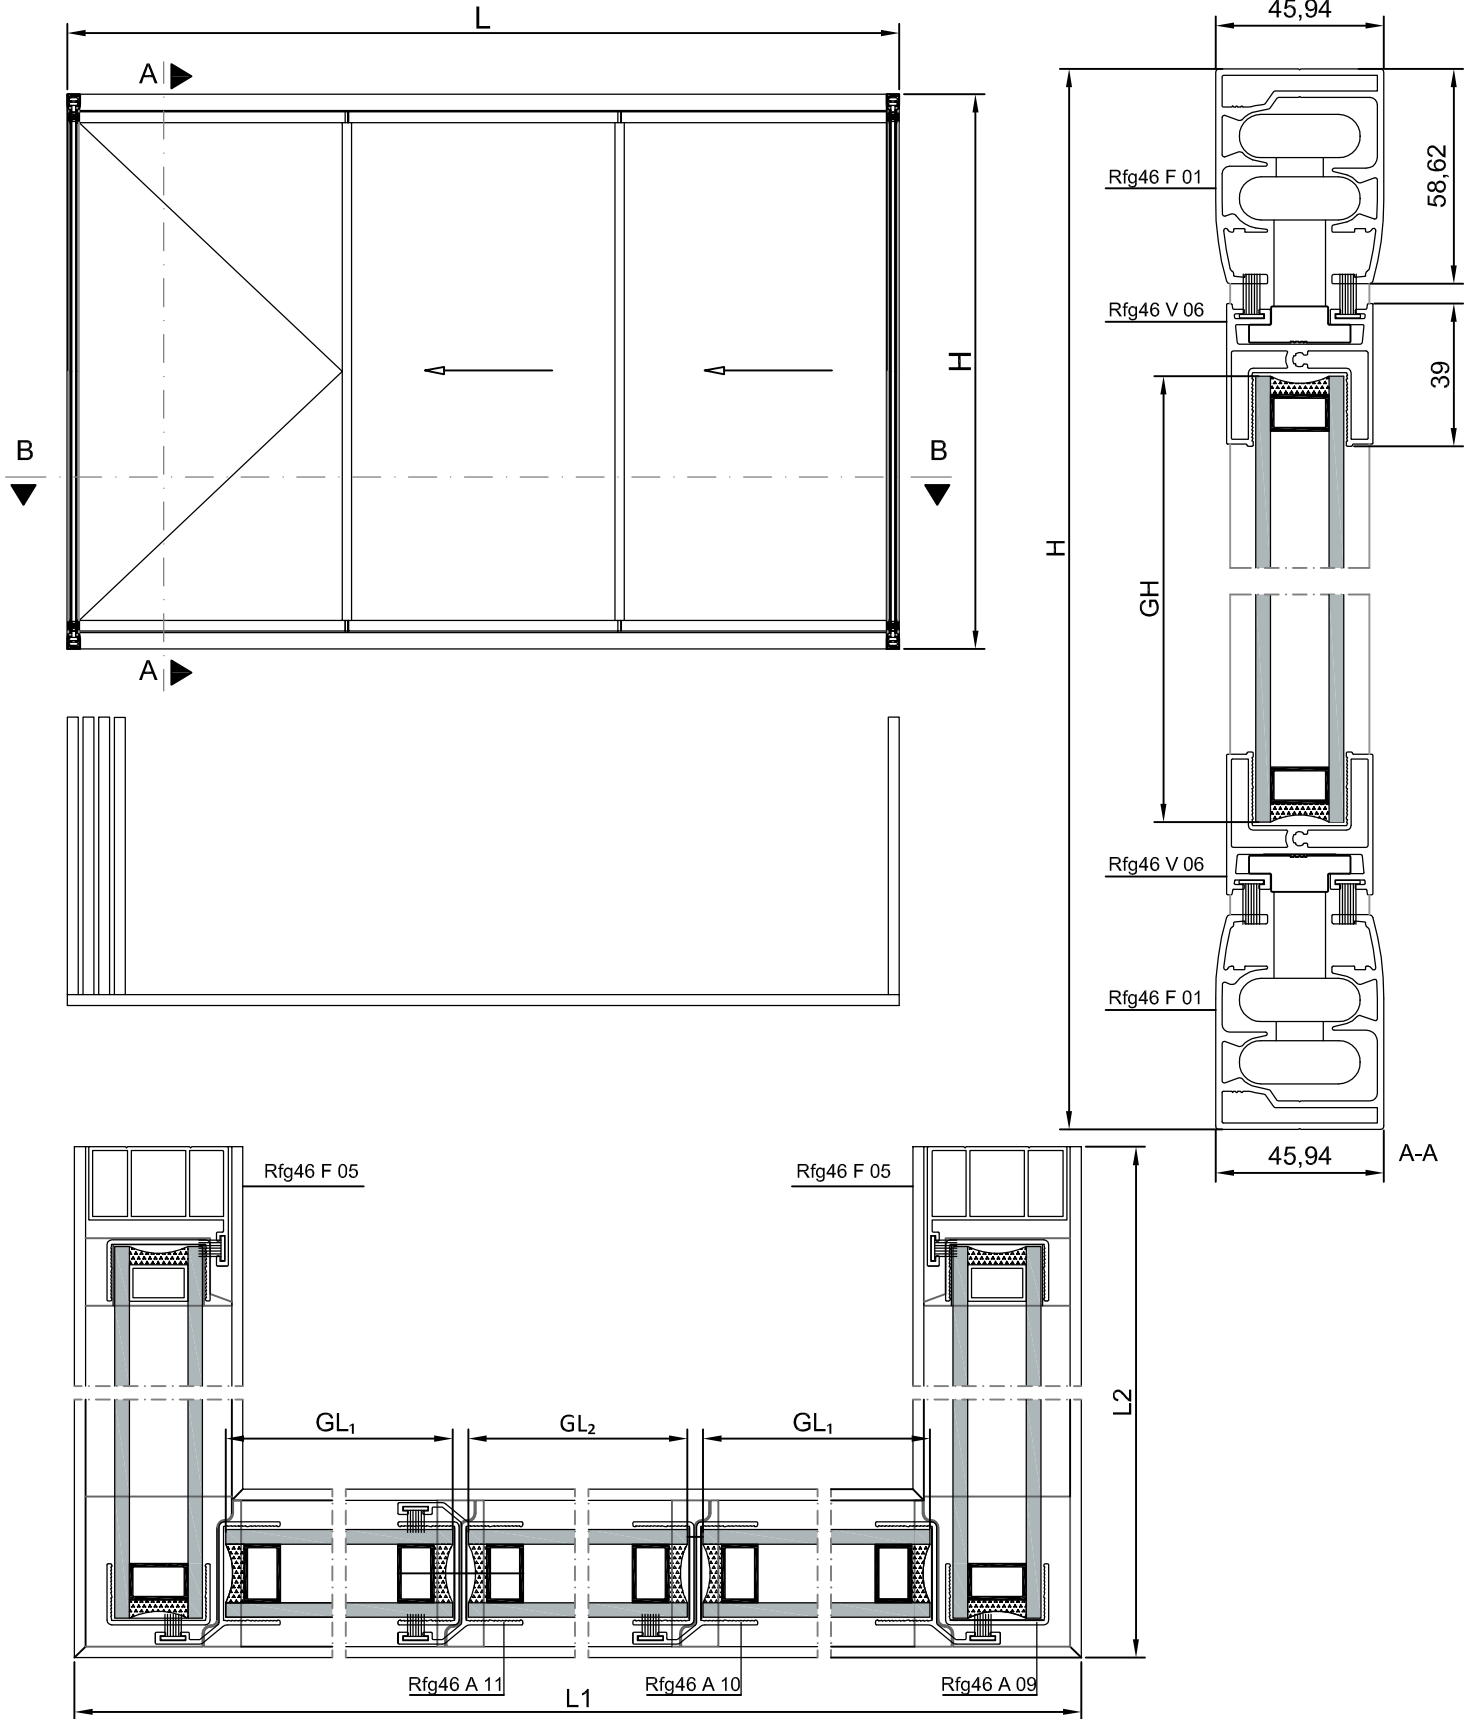 L
45,94
A
Rfg46 F 01
58,62
Rfg46 V 06
H
39
B
B
H
GH
A
Rfg46 V 06
Rfg46 F 01
45,94
A-A
Rfg46 F 05
Rfg46 F 05
L2
GL₁
GL₂
GL₁
Rfg46 A 11
Rfg46 A 10
Rfg46 A 09
L1